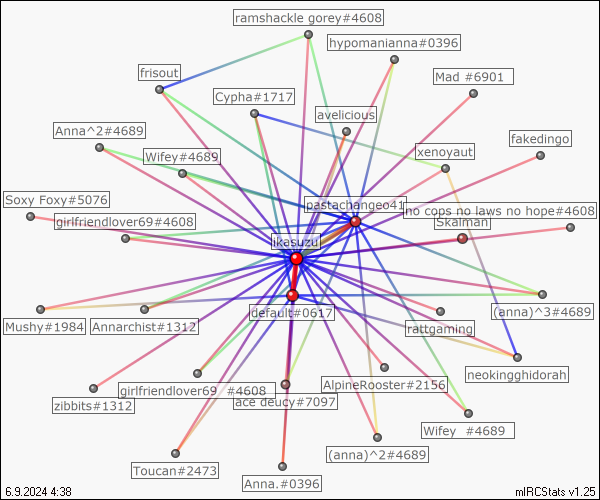 ramshackle gorey#4608
hypomanianna#0396
frisout
Mad #6901
Cypha#1717
avelicious
Anna^2#4689
fakedingo
Wifey#4689
xenoyaut
Soxy Foxy#5076
pastachangeo41
no cops no laws no hope#4608
girlfriendlover69#4608
Skallman
ikasuzui
default#0617
(anna)^3#4689
Mushy#1984
Annarchist#1312
rattgaming
neokingghidorah
AlpineRooster#2156
girlfriendlover69 #4608
zibbits#1312
ace deucy#7097
Wifey #4689
(anna)^2#4689
Toucan#2473
Anna.#0396
6.9.2024 4:38
mIRCStats v1.25